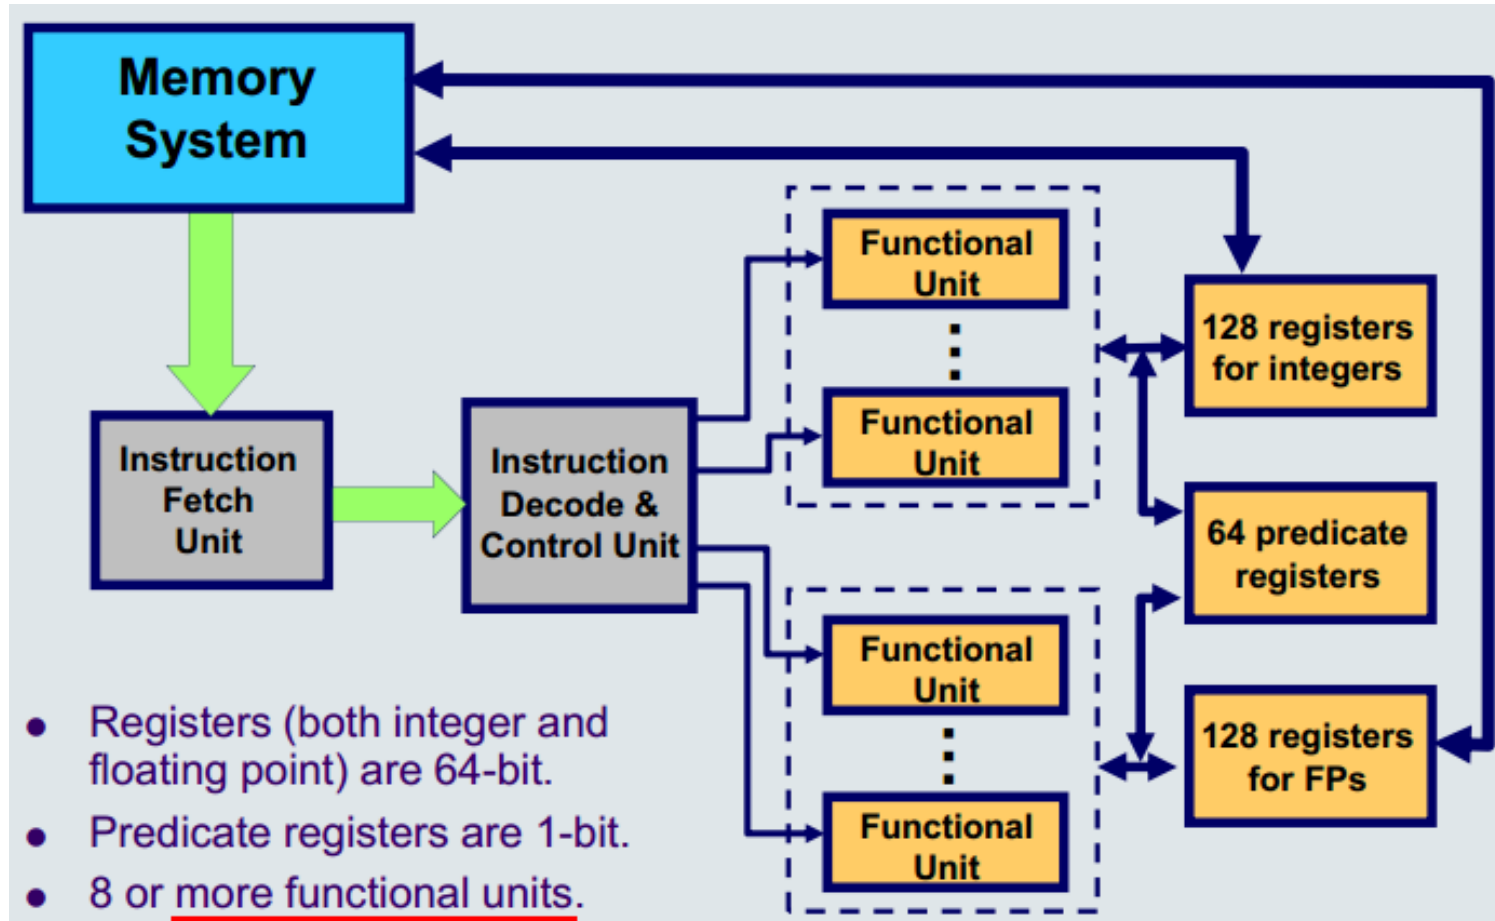 Memory
System
Functional
Unit
Functional
Unit
128 registers
for integers
Instruction
Fetch
Unit
Instruction
Decode &
Control Unit
64 predicate
registers
Functional
Unit
Functional
Unit
128 registers
for FPs
● Registers (both integer and
floating point) are 64-bit.
● Predicate registers are 1-bit.
● 8 or more functional units.